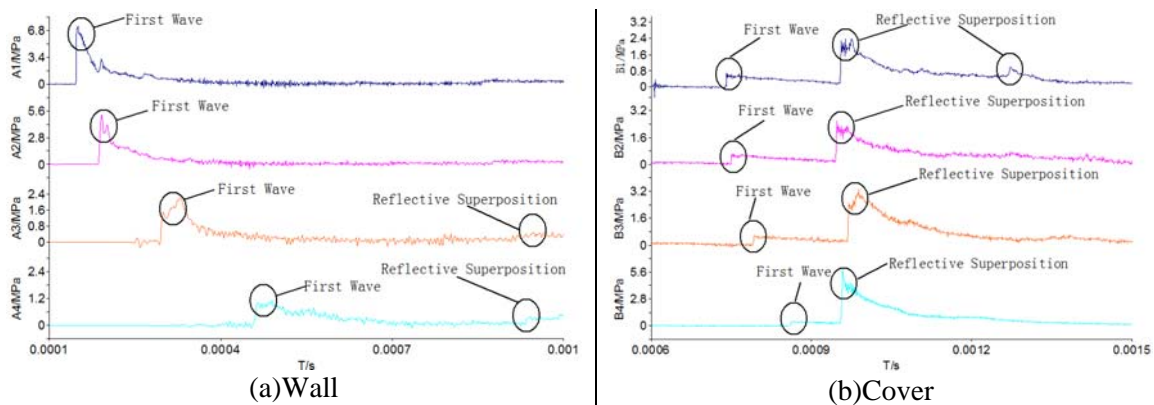 First Wave
A1/MPa
6.8
3.4
0
First Wave
A2/MPa
5.6
2.8
0
First Wave
Reflective Superposition
A3/MPa
2.4
1.6
0.8
0
Reflective Superposition
First Wave
A4/MPa
2.4
1.2
0
0.0001 0.0004 0.0007 0.001
T/s
(a)Wall
First Wave
Reflective Superposition
B1/MPa
3.2
2.4
1.6
0.8
0
First Wave
Reflective Superposition
B2/MPa
3.2
1.6
0
First Wave
Reflective Superposition
B3/MPa
3.2
1.6
0
First Wave
Reflective Superposition
B4/MPa
5.6
2.8
0
0.0006 0.0009 0.0012 0.0015
T/s
(b)Cover